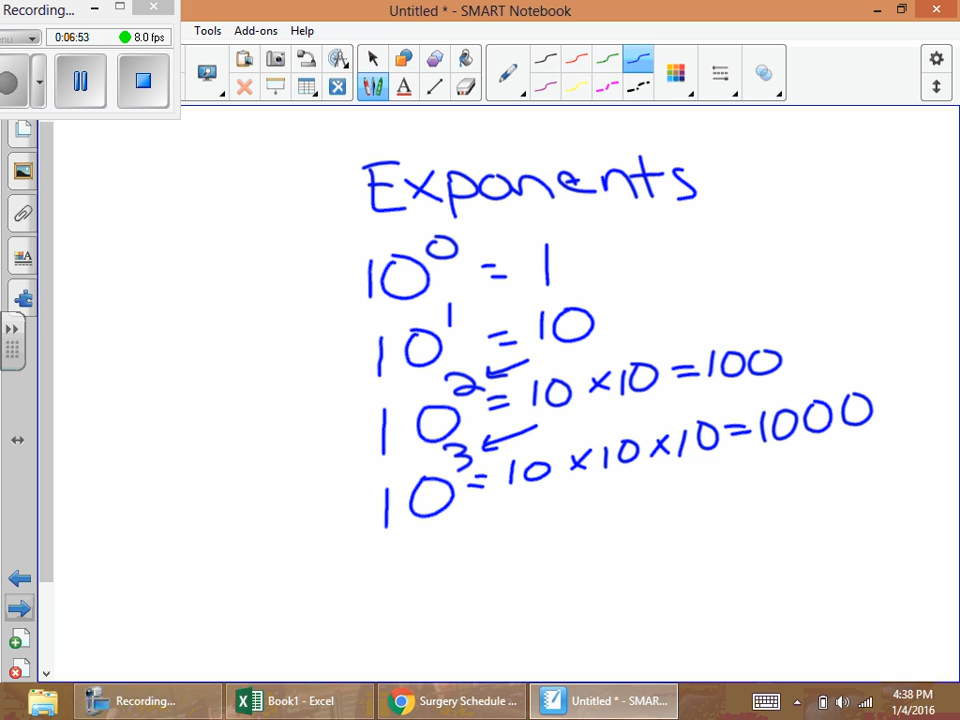 Recording...
Untitled * - SMART Notebook
enu
0:06:53
8.0 fps
Tools Add-ons Help
Exponents
10⁰ = 1
10¹ = 10
10² = 10 × 10 = 100
10³ = 10 × 10 × 10 = 1000
Recording...
Book1 - Excel
Surgery Schedule ...
Untitled * - SMAR...
4:38 PM
1/4/2016